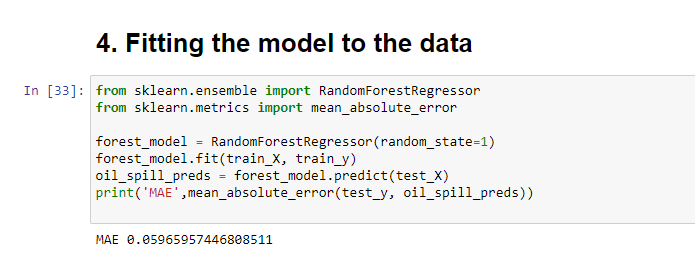 4. Fitting the model to the data
In [33]:
from sklearn.ensemble import RandomForestRegressor
from sklearn.metrics import mean_absolute_error
forest_model = RandomForestRegressor(random_state=1)
forest_model.fit(train_X, train_y)
oil_spill_preds = forest_model.predict(test_X)
print('MAE',mean_absolute_error(test_y, oil_spill_preds))
MAE 0.05965957446808511